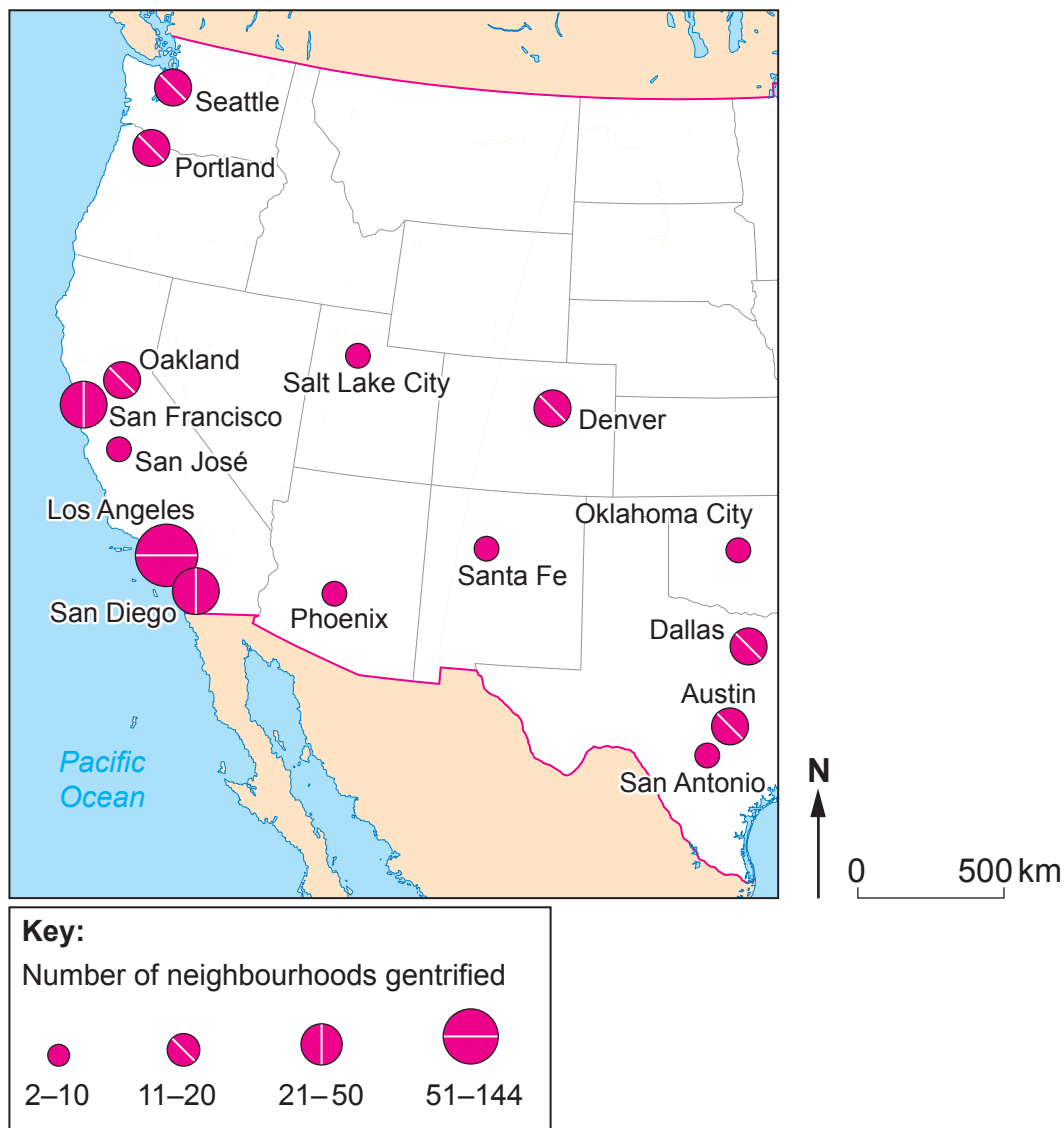 Seattle
Portland
Oakland
San Francisco
San José
Salt Lake City
Denver
Los Angeles
San Diego
Phoenix
Santa Fe
Oklahoma City
Dallas
Austin
San Antonio
Pacific
Ocean
N
0 500 km
Key:
Number of neighbourhoods gentrified
2–10 11–20 21–50 51–144